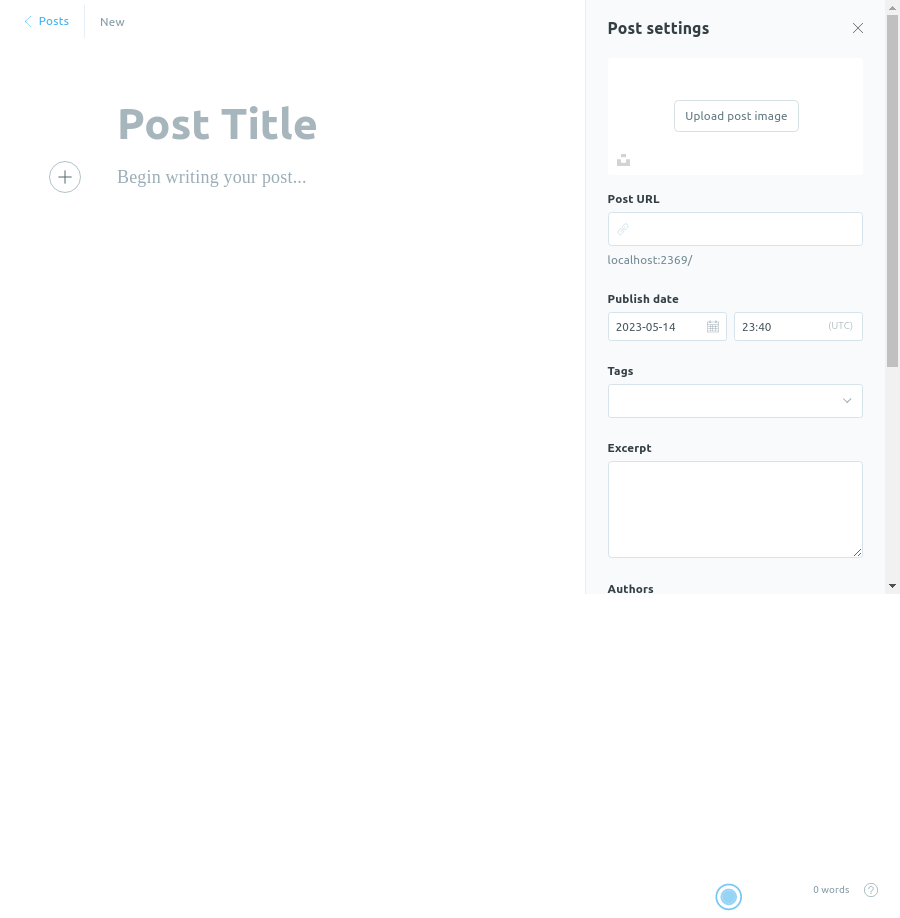 Posts
New
Post settings
Upload post image
Post Title
Begin writing your post...
Post URL
localhost:2369/
Publish date
2023-05-14
23:40
(UTC)
Tags
Excerpt
Authors
0 words
?